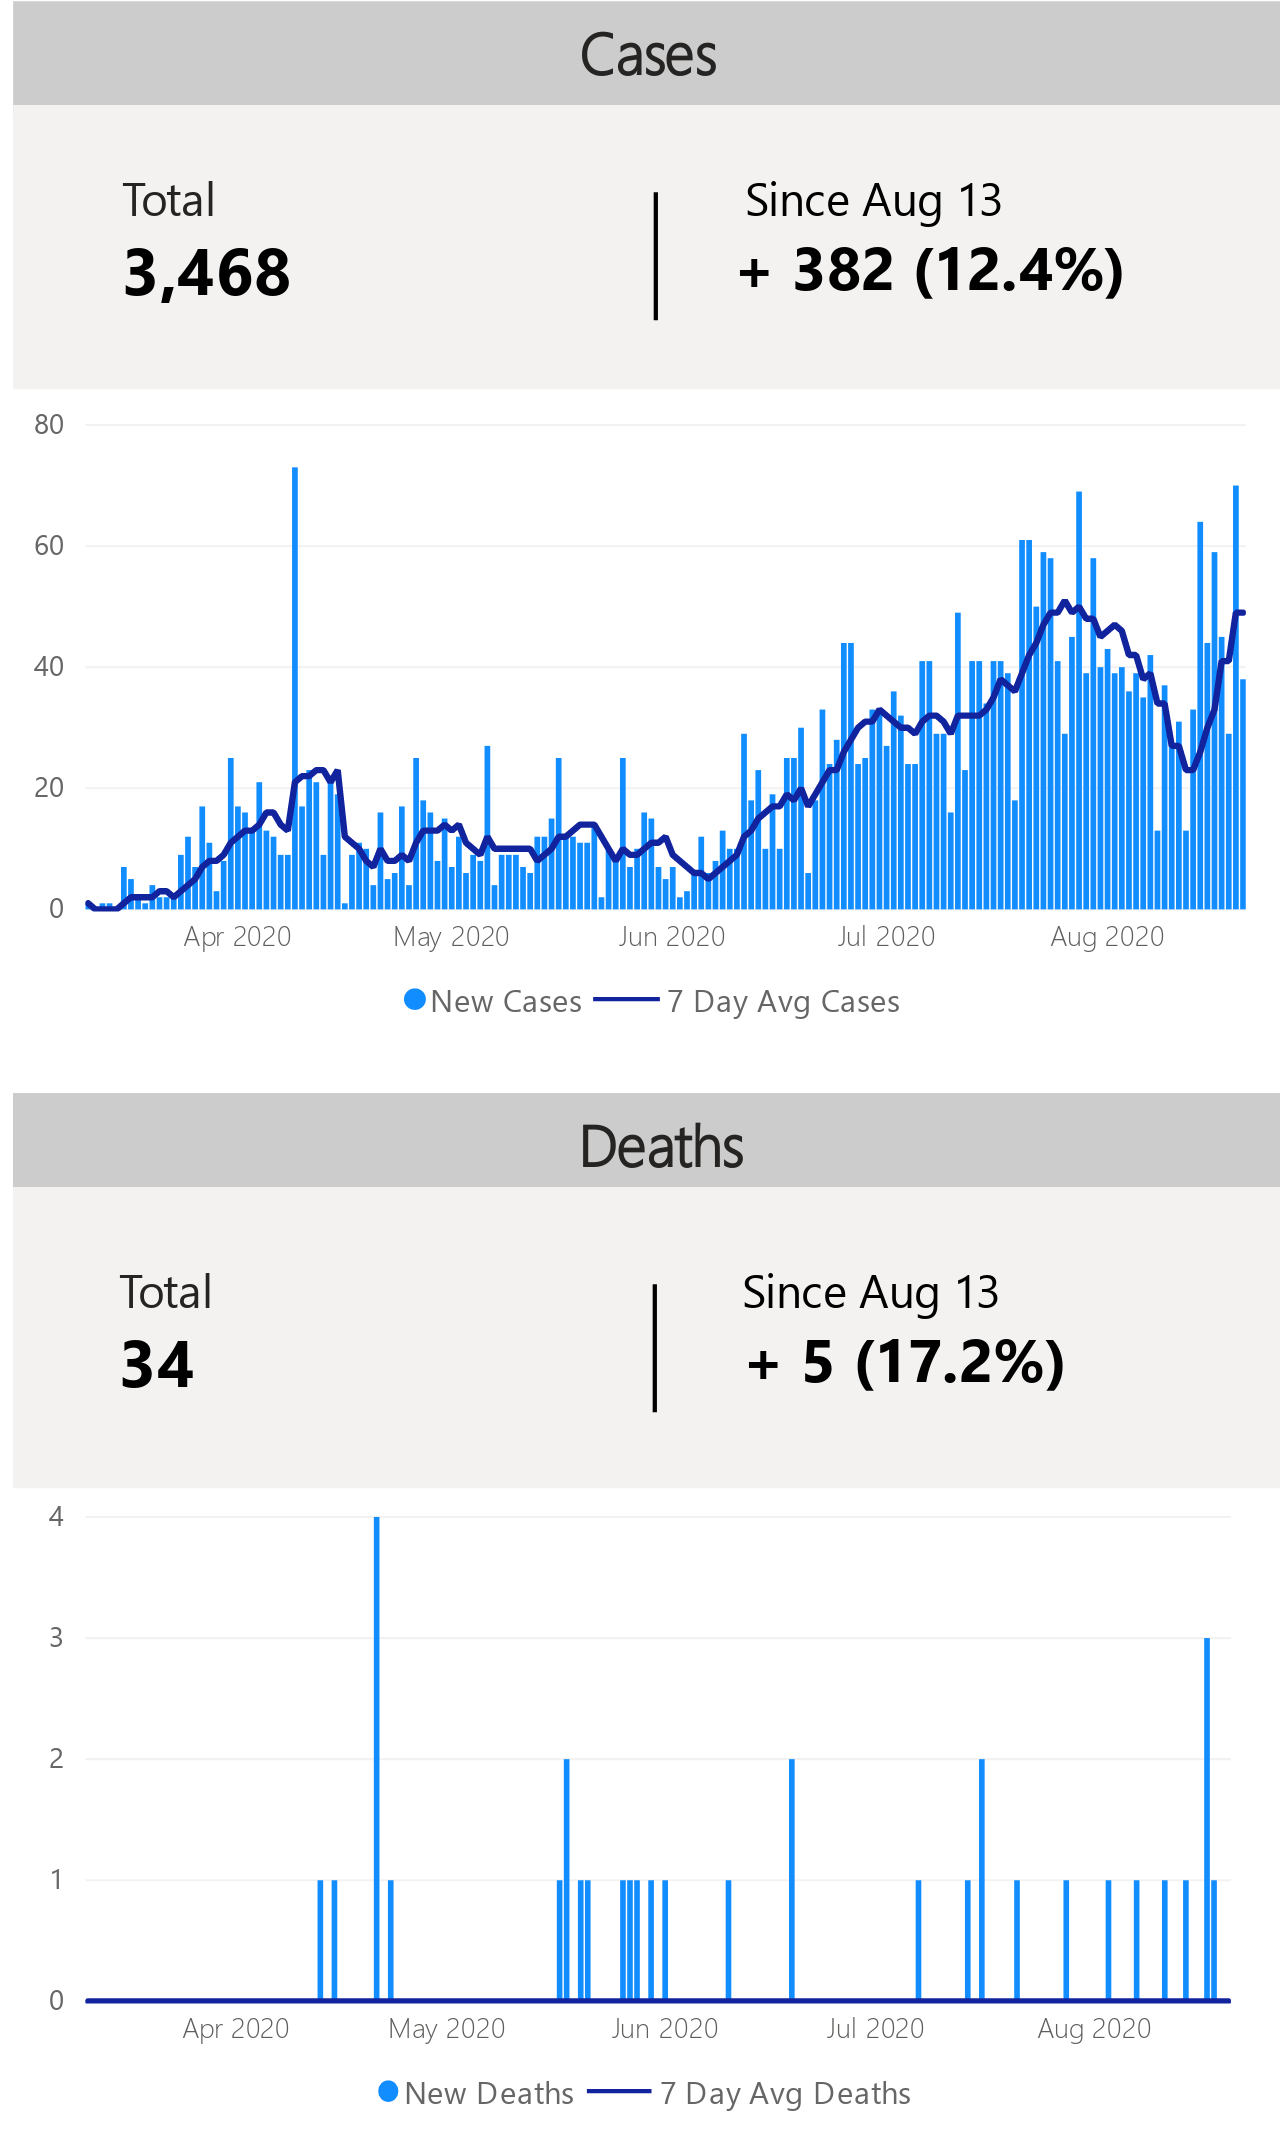 Cases
Total
Since Aug 13
3,468
+ 382 (12.4%)
80
60
40
20
0
Apr 2020 May 2020 Jun 2020 Jul 2020 Aug 2020
New Cases 7 Day Avg Cases
Deaths
Total
Since Aug 13
34
+ 5 (17.2%)
4
3
2
1
0
Apr 2020 May 2020 Jun 2020 Jul 2020 Aug 2020
New Deaths 7 Day Avg Deaths